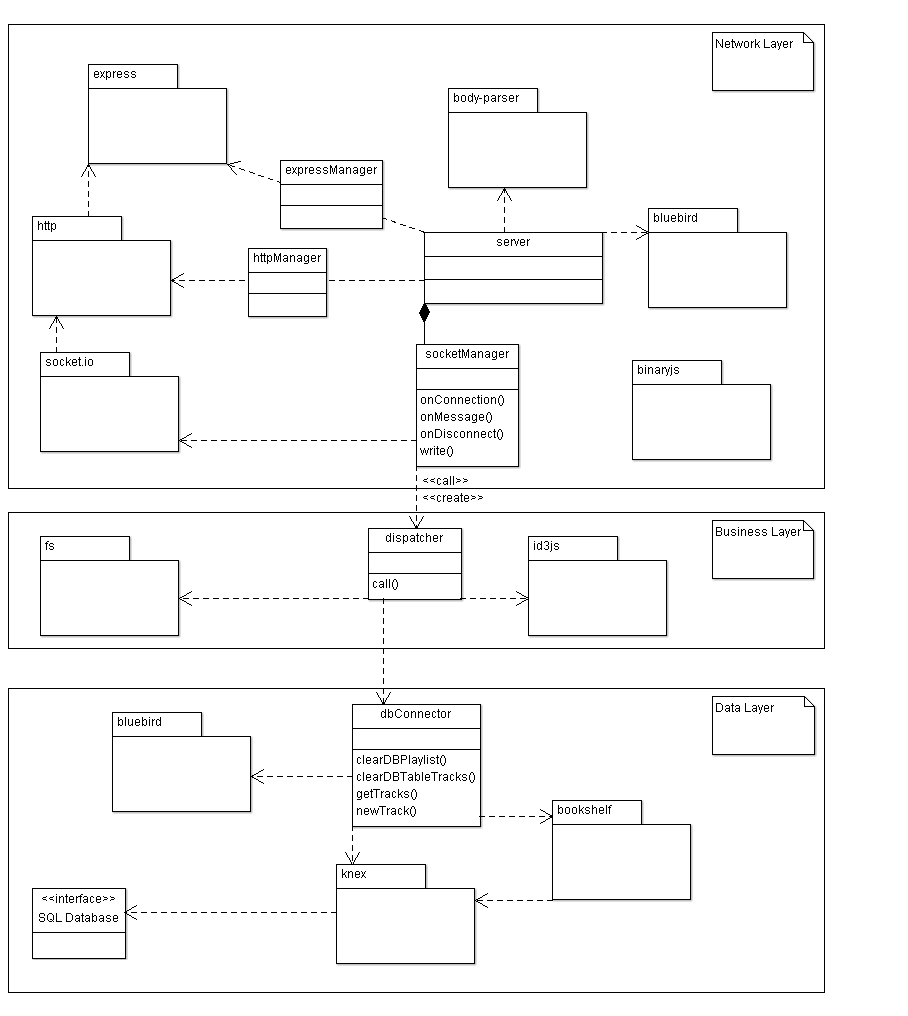 Network Layer
express
body-parser
expressManager
http
bluebird
server
httpManager
socket.io
socketManager
binaryjs
onConnection()
onMessage()
onDisconnect()
write()
<<call>>
<<create>>
Business Layer
fs
dispatcher
id3js
call()
Data Layer
bluebird
dbConnector
clearDBPlaylist()
clearDBTableTracks()
getTracks()
newTrack()
bookshelf
knex
<<interface>>
SQL Database